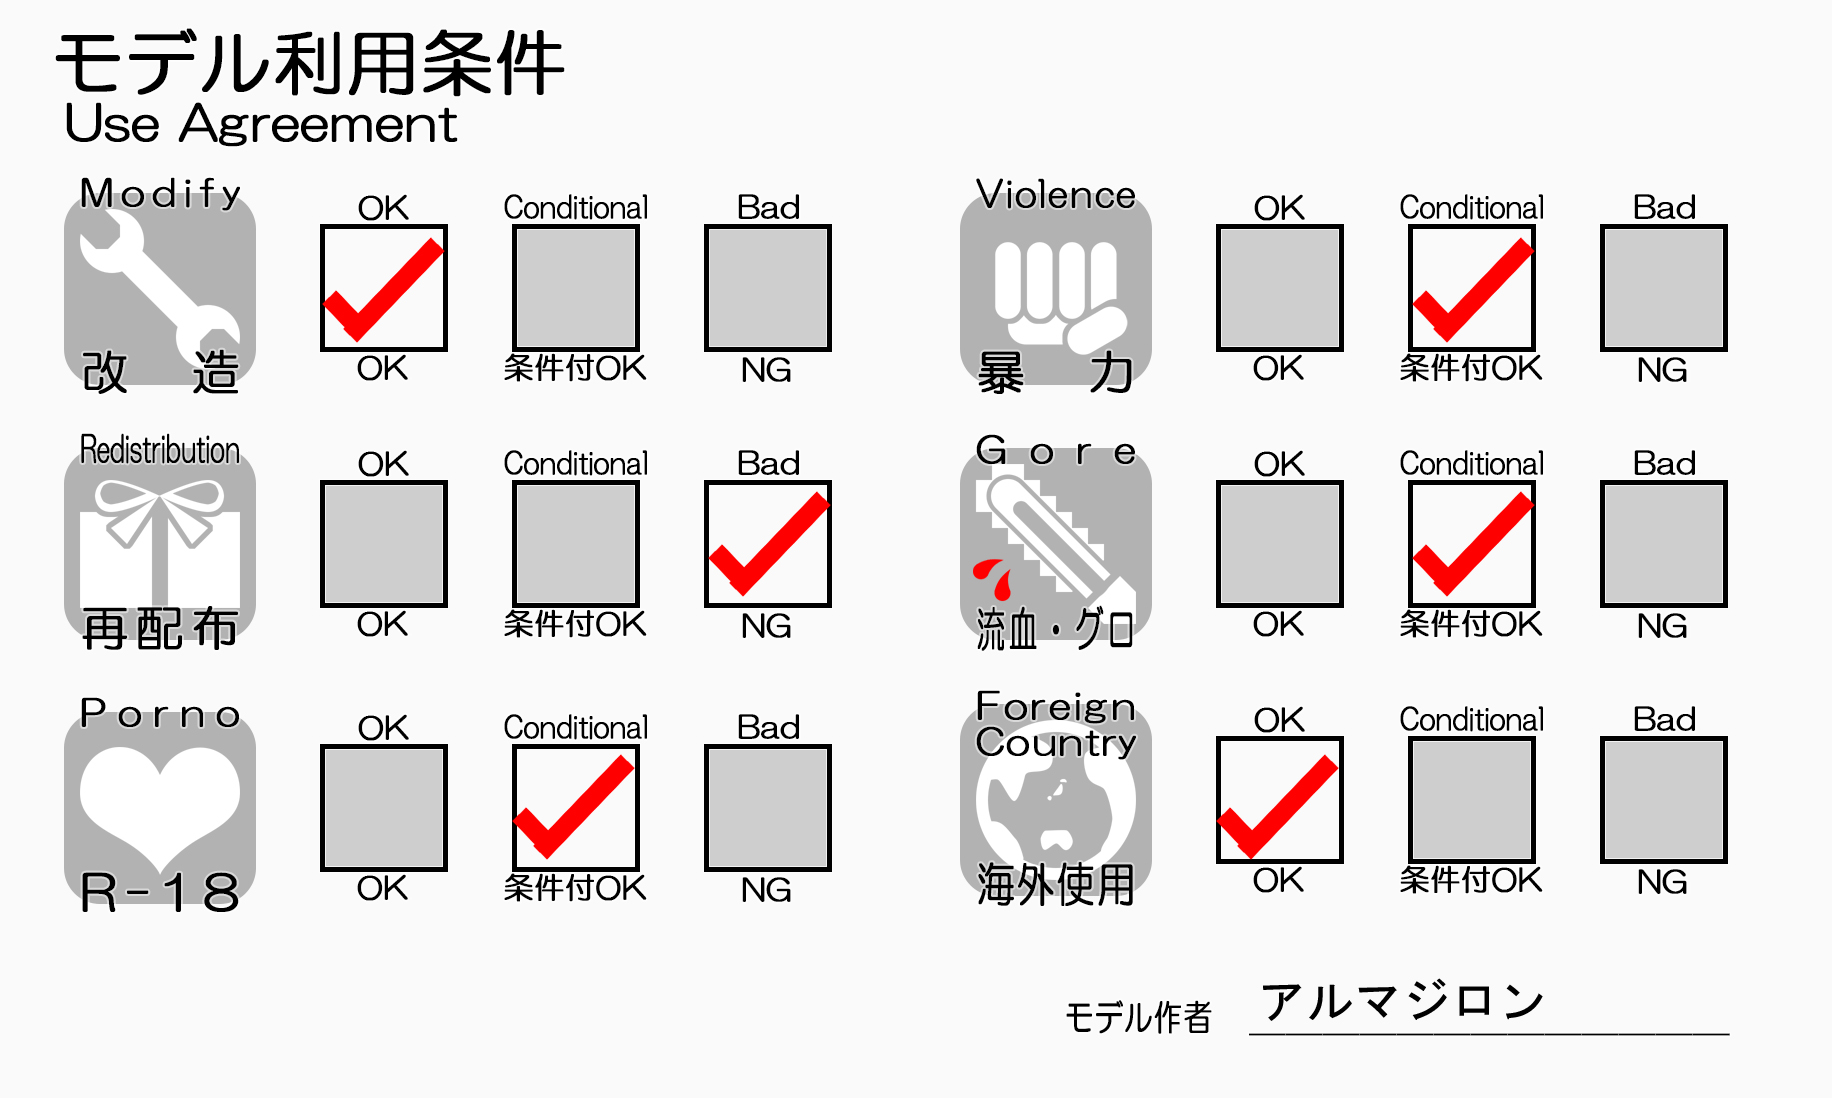 モデル利用条件
Use Agreement
Modify
OK Conditional Bad
改造
OK 条件付OK NG
Violence
OK Conditional Bad
暴力
OK 条件付OK NG
Redistribution
OK Conditional Bad
再配布
OK 条件付OK NG
Gore
OK Conditional Bad
流血・グロ
OK 条件付OK NG
Porno
OK Conditional Bad
R-18
OK 条件付OK NG
Foreign
Country
OK Conditional Bad
海外使用
OK 条件付OK NG
モデル作者 アルマジロン